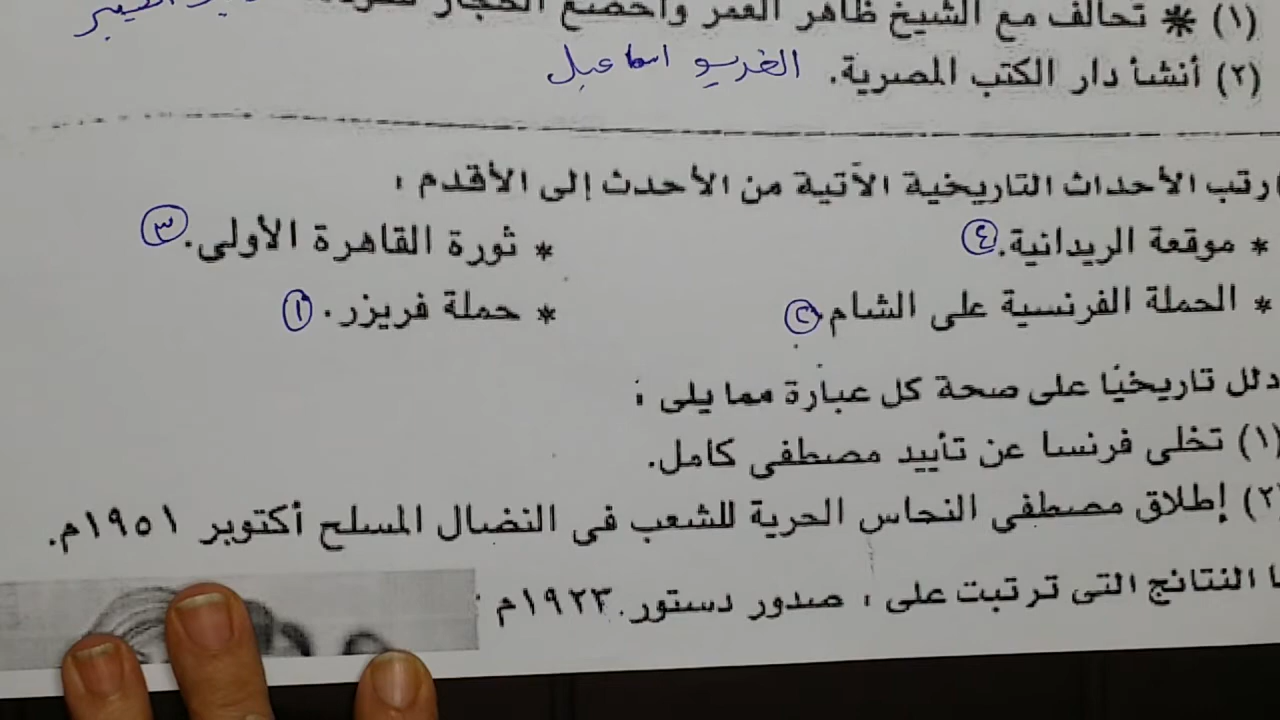 (١) * تحالف مع الشيخ ظاهر العمر وأخضع الحجاز
(٢) أنشأ دار الكتب المصرية. الخديو اسماعيل
رتب الأحداث التاريخية الآتية من الأحدث إلى الأقدم :
* موقعة الريدانية. ٤ * ثورة القاهرة الأولى. ٣
* الحملة الفرنسية على الشام ٢ * حملة فريزر. ١
دلل تاريخيًا على صحة كل عبارة مما يلى :
(١) تخلى فرنسا عن تأييد مصطفى كامل.
(٢) إطلاق مصطفى النحاس الحرية للشعب فى النضال المسلح أكتوبر ١٩٥١م.
النتائج التى ترتبت على : صدور دستور ١٩٢٣م